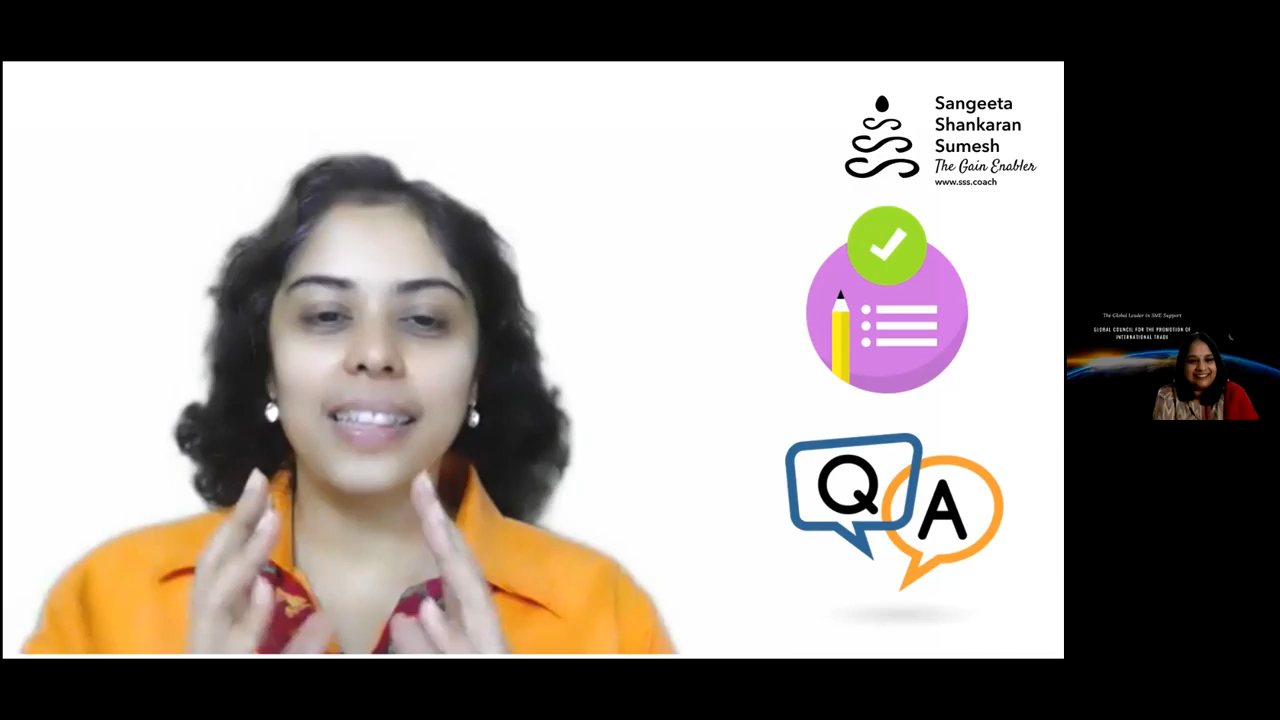 Sangeeta
Shankaran
Sumesh
The Gain Enabler
www.sss.coach
Q A
The Global Leader in SME Support
GLOBAL COUNCIL FOR THE PROMOTION OF
INTERNATIONAL TRADE